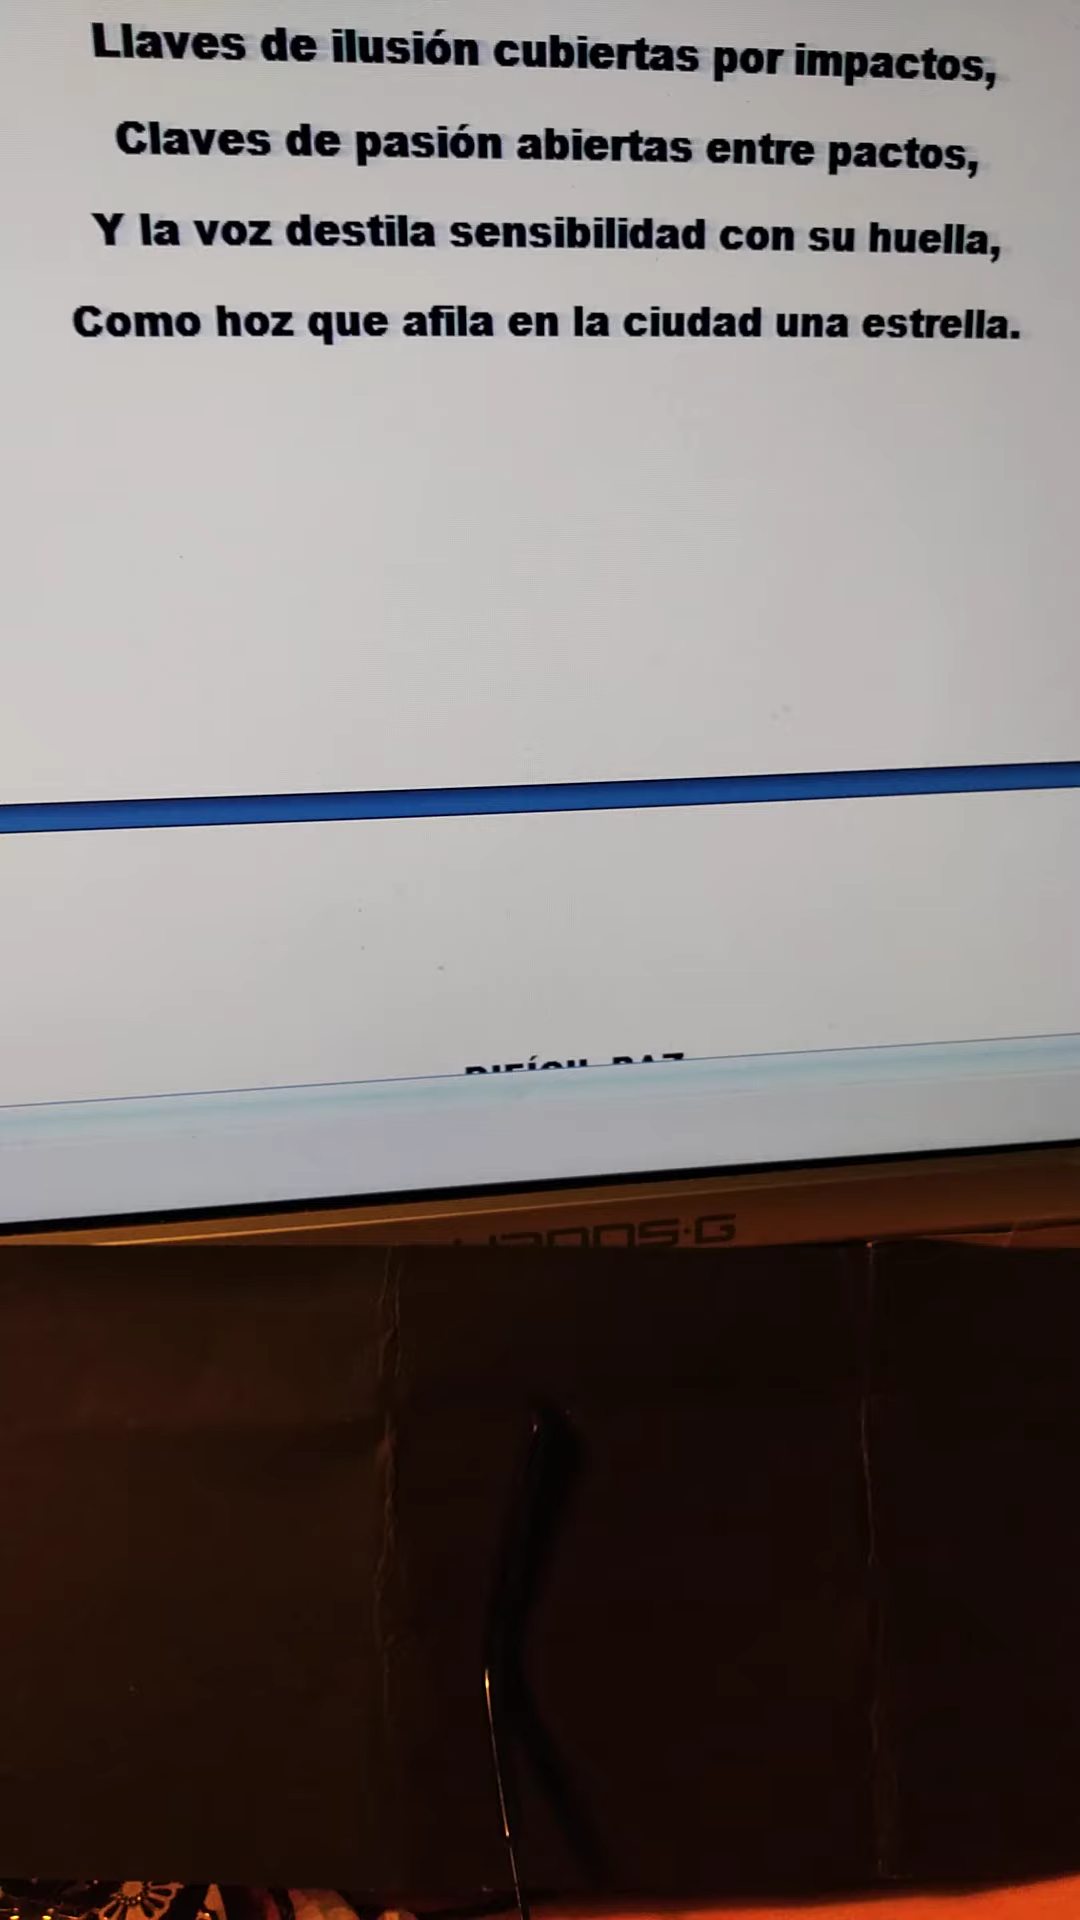 Llaves de ilusión cubiertas por impactos,
Claves de pasión abiertas entre pactos,
Y la voz destila sensibilidad con su huella,
Como hoz que afila en la ciudad una estrella.